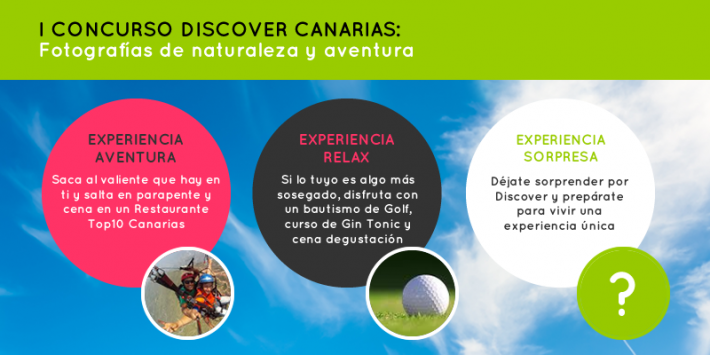 I CONCURSO DISCOVER CANARIAS:
Fotografías de naturaleza y aventura
EXPERIENCIA
AVENTURA
Saca al valiente que hay en
ti y salta en parapente y
cena en un Restaurante
Top10 Canarias
EXPERIENCIA
RELAX
Si lo tuyo es algo más
sosegado, disfruta con
un bautismo de Golf,
curso de Gin Tonic y
cena degustación
EXPERIENCIA
SORPRESA
Déjate sorprender por
Discover y prepárate
para vivir una
experiencia única
?